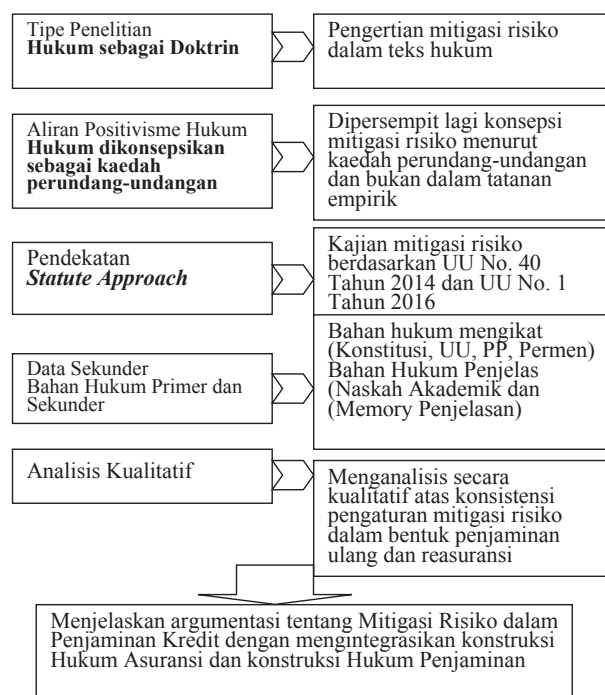 Tipe Penelitian
Hukum sebagai Doktrin
Pengertian mitigasi risiko
dalam teks hukum
Aliran Positivisme Hukum
Hukum dikonsepsikan
sebagai kaedah
perundang-undangan
Dipersempit lagi konsepsi
mitigasi risiko menurut
kaedah perundang-undangan
dan bukan dalam tatanan
empirik
Pendekatan
Statute Approach
Kajian mitigasi risiko
berdasarkan UU No. 40
Tahun 2014 dan UU No. 1
Tahun 2016
Data Sekunder
Bahan Hukum Primer dan
Sekunder
Bahan hukum mengikat
(Konstitusi, UU, PP, Permen)
Bahan Hukum Penjelas
(Naskah Akademik dan
(Memory Penjelasan)
Analisis Kualitatif
Menganalisis secara
kualitatif atas konsistensi
pengaturan mitigasi risiko
dalam bentuk penjaminan
ulang dan reasuransi
Menjelaskan argumentasi tentang Mitigasi Risiko dalam
Penjaminan Kredit dengan mengintegrasikan konstruksi
Hukum Asuransi dan konstruksi Hukum Penjaminan